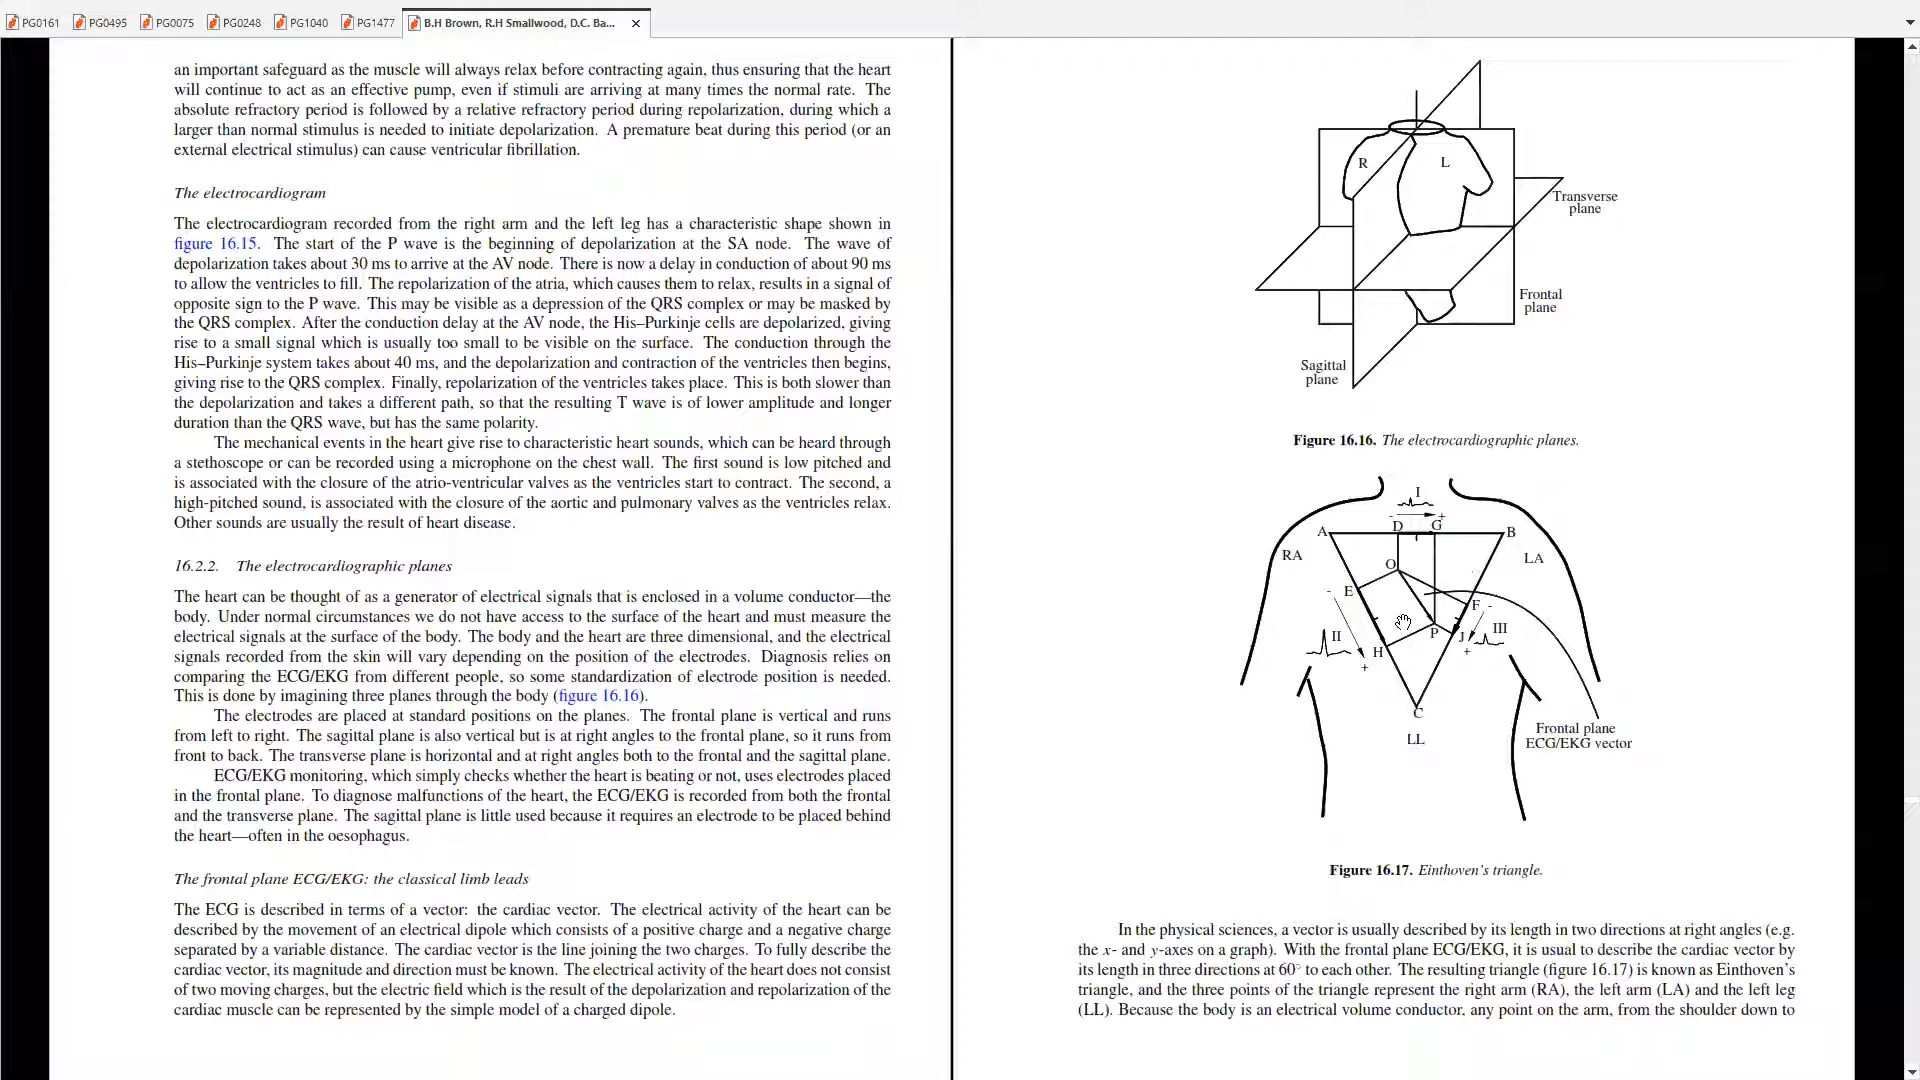 PG0161
PG0495
PG0075
PG0248
PG1040
PG1477
B.H Brown, R.H Smallwood, D.C. Ba...
an important safeguard as the muscle will always relax before contracting again, thus ensuring that the heart
will continue to act as an effective pump, even if stimuli are arriving at many times the normal rate. The
absolute refractory period is followed by a relative refractory period during repolarization, during which a
larger than normal stimulus is needed to initiate depolarization. A premature beat during this period (or an
external electrical stimulus) can cause ventricular fibrillation.
The electrocardiogram
The electrocardiogram recorded from the right arm and the left leg has a characteristic shape shown in
figure 16.15. The start of the P wave is the beginning of depolarization at the SA node. The wave of
depolarization takes about 30 ms to arrive at the AV node. There is now a delay in conduction of about 90 ms
to allow the ventricles to fill. The repolarization of the atria, which causes them to relax, results in a signal of
opposite sign to the P wave. This may be visible as a depression of the QRS complex or may be masked by
the QRS complex. After the conduction delay at the AV node, the His–Purkinje cells are depolarized, giving
rise to a small signal which is usually too small to be visible on the surface. The conduction through the
His–Purkinje system takes about 40 ms, and the depolarization and contraction of the ventricles then begins,
giving rise to the QRS complex. Finally, repolarization of the ventricles takes place. This is both slower than
the depolarization and takes a different path, so that the resulting T wave is of lower amplitude and longer
duration than the QRS wave, but has the same polarity.
The mechanical events in the heart give rise to characteristic heart sounds, which can be heard through
a stethoscope or can be recorded using a microphone on the chest wall. The first sound is low pitched and
is associated with the closure of the atrio-ventricular valves as the ventricles start to contract. The second, a
high-pitched sound, is associated with the closure of the aortic and pulmonary valves as the ventricles relax.
Other sounds are usually the result of heart disease.
16.2.2. The electrocardiographic planes
The heart can be thought of as a generator of electrical signals that is enclosed in a volume conductor—the
body. Under normal circumstances we do not have access to the surface of the heart and must measure the
electrical signals at the surface of the body. The body and the heart are three dimensional, and the electrical
signals recorded from the skin will vary depending on the position of the electrodes. Diagnosis relies on
comparing the ECG/EKG from different people, so some standardization of electrode position is needed.
This is done by imagining three planes through the body (figure 16.16).
The electrodes are placed at standard positions on the planes. The frontal plane is vertical and runs
from left to right. The sagittal plane is also vertical but is at right angles to the frontal plane, so it runs from
front to back. The transverse plane is horizontal and at right angles both to the frontal and the sagittal plane.
ECG/EKG monitoring, which simply checks whether the heart is beating or not, uses electrodes placed
in the frontal plane. To diagnose malfunctions of the heart, the ECG/EKG is recorded from both the frontal
and the transverse plane. The sagittal plane is little used because it requires an electrode to be placed behind
the heart—often in the oesophagus.
The frontal plane ECG/EKG: the classical limb leads
The ECG is described in terms of a vector: the cardiac vector. The electrical activity of the heart can be
described by the movement of an electrical dipole which consists of a positive charge and a negative charge
separated by a variable distance. The cardiac vector is the line joining the two charges. To fully describe the
cardiac vector, its magnitude and direction must be known. The electrical activity of the heart does not consist
of two moving charges, but the electric field which is the result of the depolarization and repolarization of the
cardiac muscle can be represented by the simple model of a charged dipole.
R
L
Transverse
plane
Frontal
plane
Sagittal
plane
Figure 16.16. The electrocardiographic planes.
I
- +
A D G B
RA
LA
O
E
F -
-
II
P
J
III
H
+
+
C
LL
Frontal plane
ECG/EKG vector
Figure 16.17. Einthoven's triangle.
In the physical sciences, a vector is usually described by its length in two directions at right angles (e.g.
the x- and y-axes on a graph). With the frontal plane ECG/EKG, it is usual to describe the cardiac vector by
its length in three directions at 60° to each other. The resulting triangle (figure 16.17) is known as Einthoven's
triangle, and the three points of the triangle represent the right arm (RA), the left arm (LA) and the left leg
(LL). Because the body is an electrical volume conductor, any point on the arm, from the shoulder down to